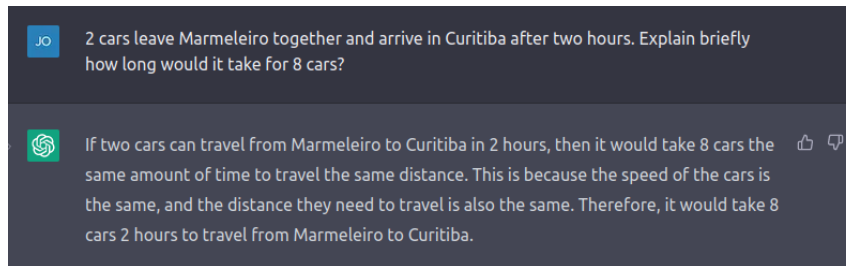 JO
2 cars leave Marmeleiro together and arrive in Curitiba after two hours. Explain briefly
how long would it take for 8 cars?
If two cars can travel from Marmeleiro to Curitiba in 2 hours, then it would take 8 cars the
same amount of time to travel the same distance. This is because the speed of the cars is
the same, and the distance they need to travel is also the same. Therefore, it would take 8
cars 2 hours to travel from Marmeleiro to Curitiba.